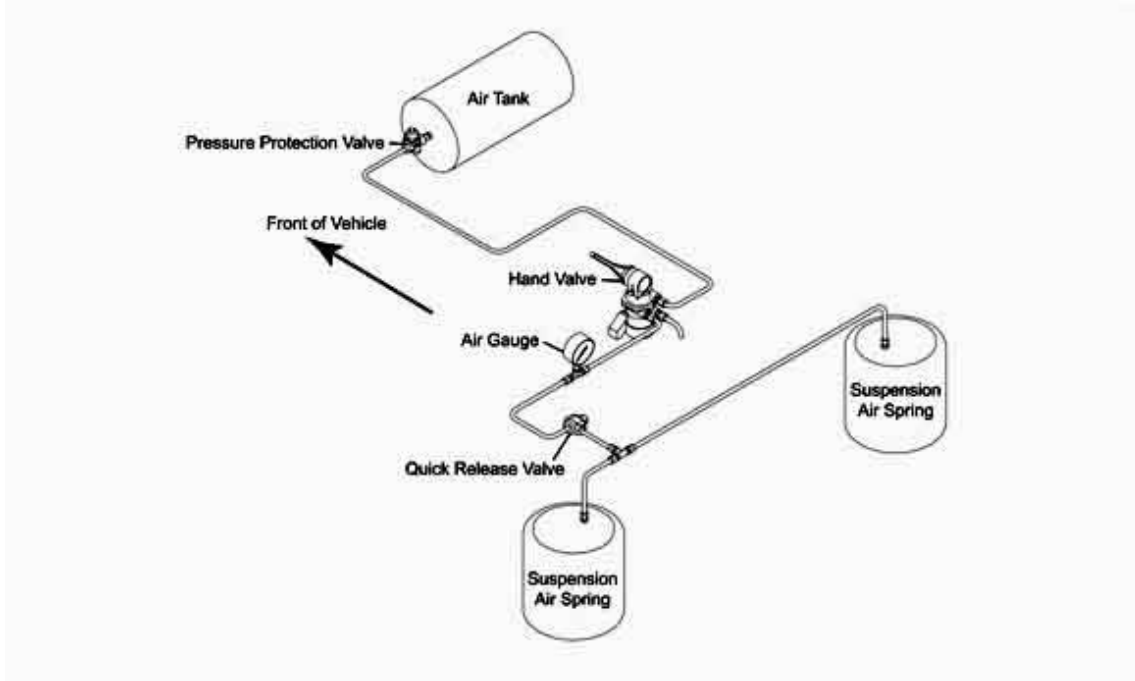 Air Tank
Pressure Protection Valve
Front of Vehicle
Hand Valve
Air Gauge
Suspension
Air Spring
Quick Release Valve
Suspension
Air Spring